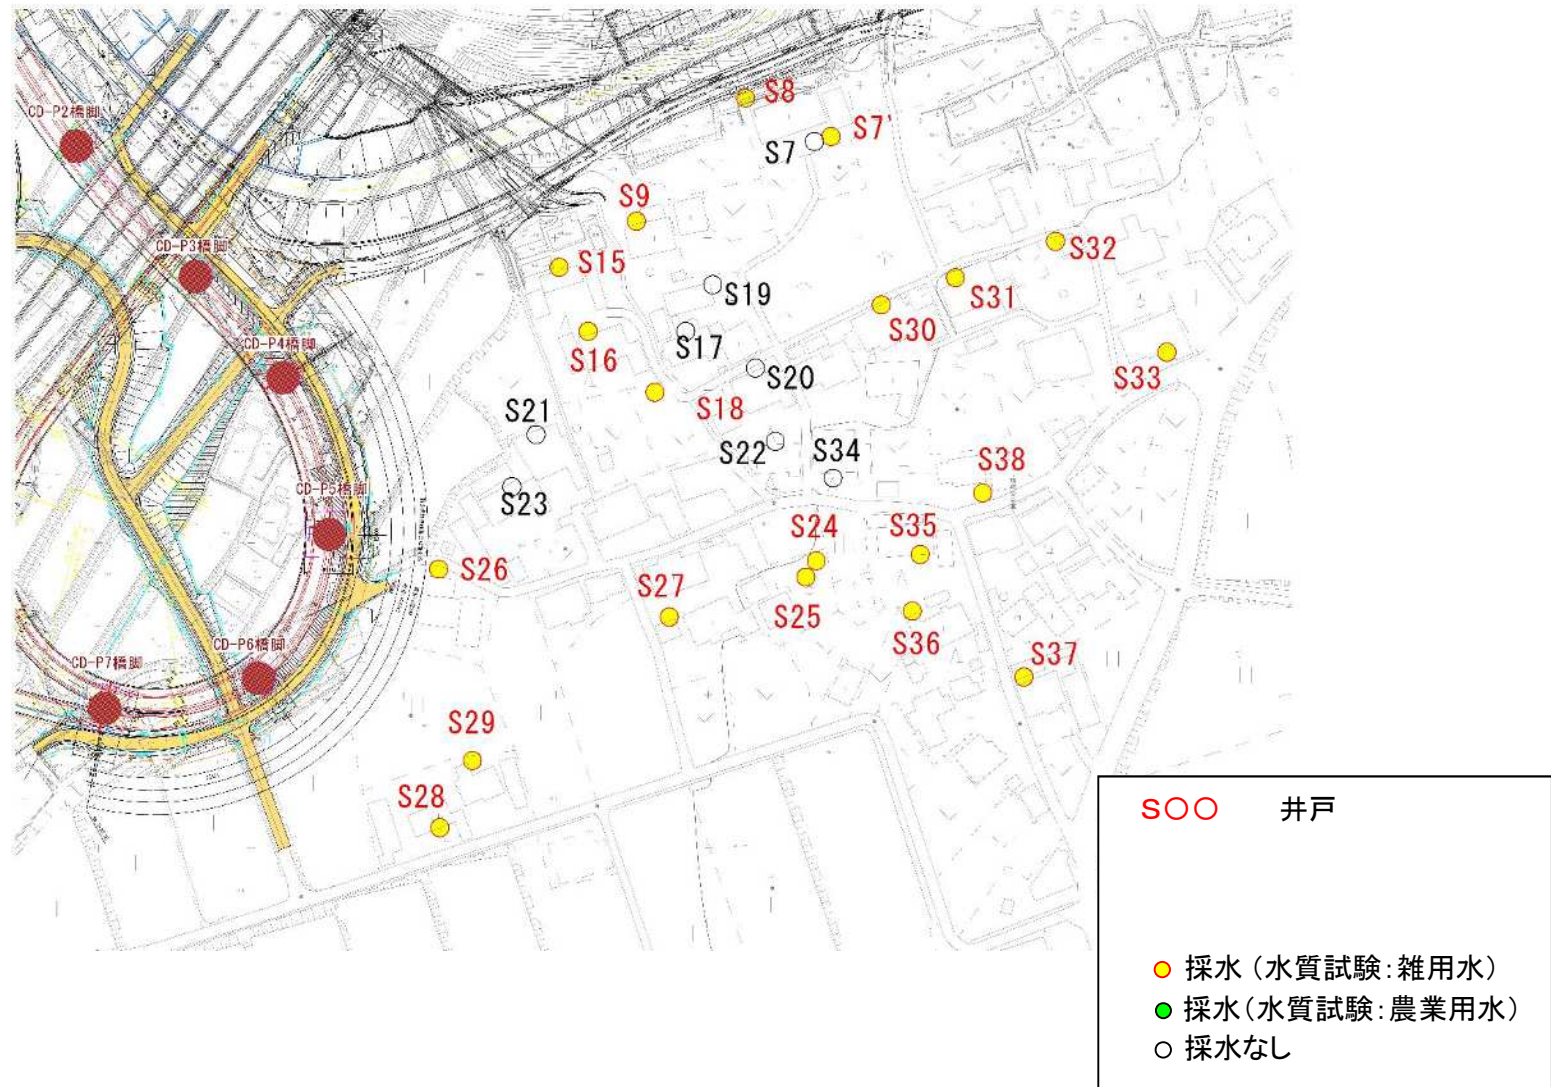 CD-P2橋脚
S8
S7'
S7
S9
CD-P3橋脚
S32
S15
S19
S31
S30
S17
S16
CD-P4橋脚
S20
S33
S18
S21
S22
S34
S38
CD-P5橋脚
S23
S24
S35
S26
S27
S25
S36
CD-P6橋脚
CD-P7橋脚
S37
S29
S28
S○○ 井戸
採水（水質試験：雑用水）
採水（水質試験：農業用水）
採水なし